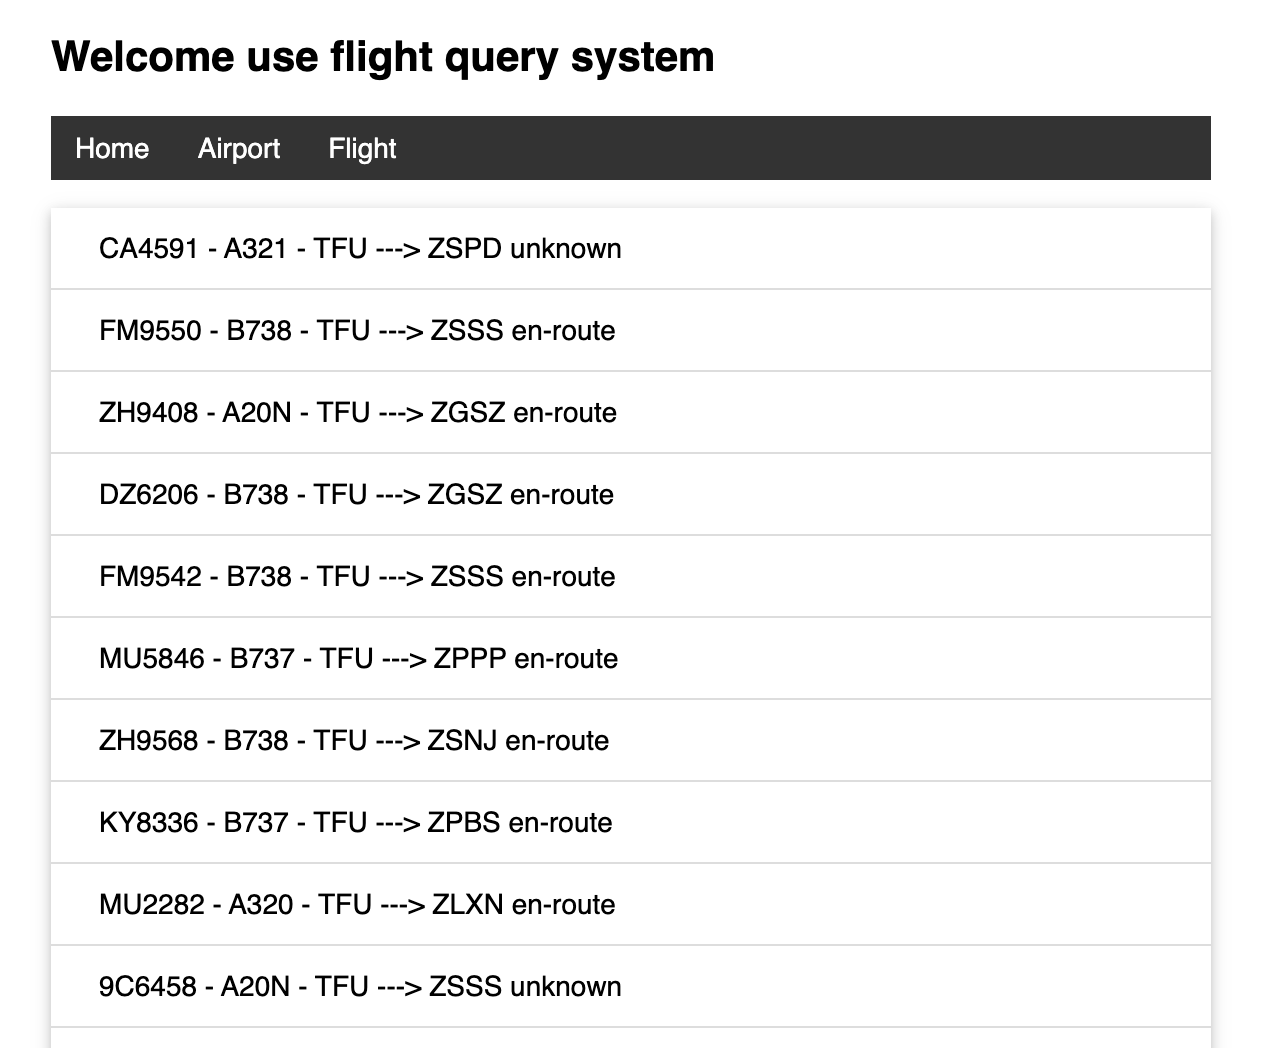 Welcome use flight query system
Home Airport Flight
CA4591 - A321 - TFU ---> ZSPD unknown
FM9550 - B738 - TFU ---> ZSSS en-route
ZH9408 - A20N - TFU ---> ZGSZ en-route
DZ6206 - B738 - TFU ---> ZGSZ en-route
FM9542 - B738 - TFU ---> ZSSS en-route
MU5846 - B737 - TFU ---> ZPPP en-route
ZH9568 - B738 - TFU ---> ZSNJ en-route
KY8336 - B737 - TFU ---> ZPBS en-route
MU2282 - A320 - TFU ---> ZLXN en-route
9C6458 - A20N - TFU ---> ZSSS unknown